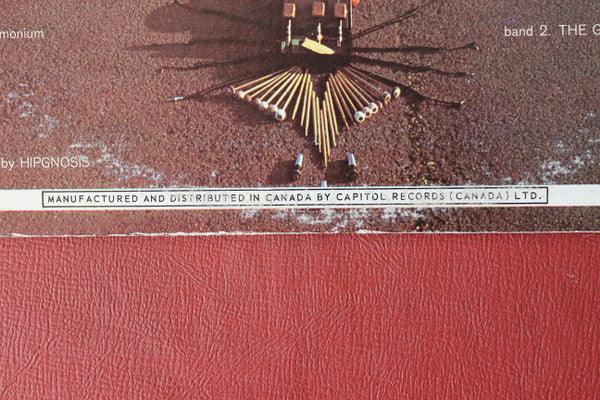 monium
band 2. THE G
by HIPGNOSIS
MANUFACTURED AND DISTRIBUTED IN CANADA BY CAPITOL RECORDS (CANADA) LTD.